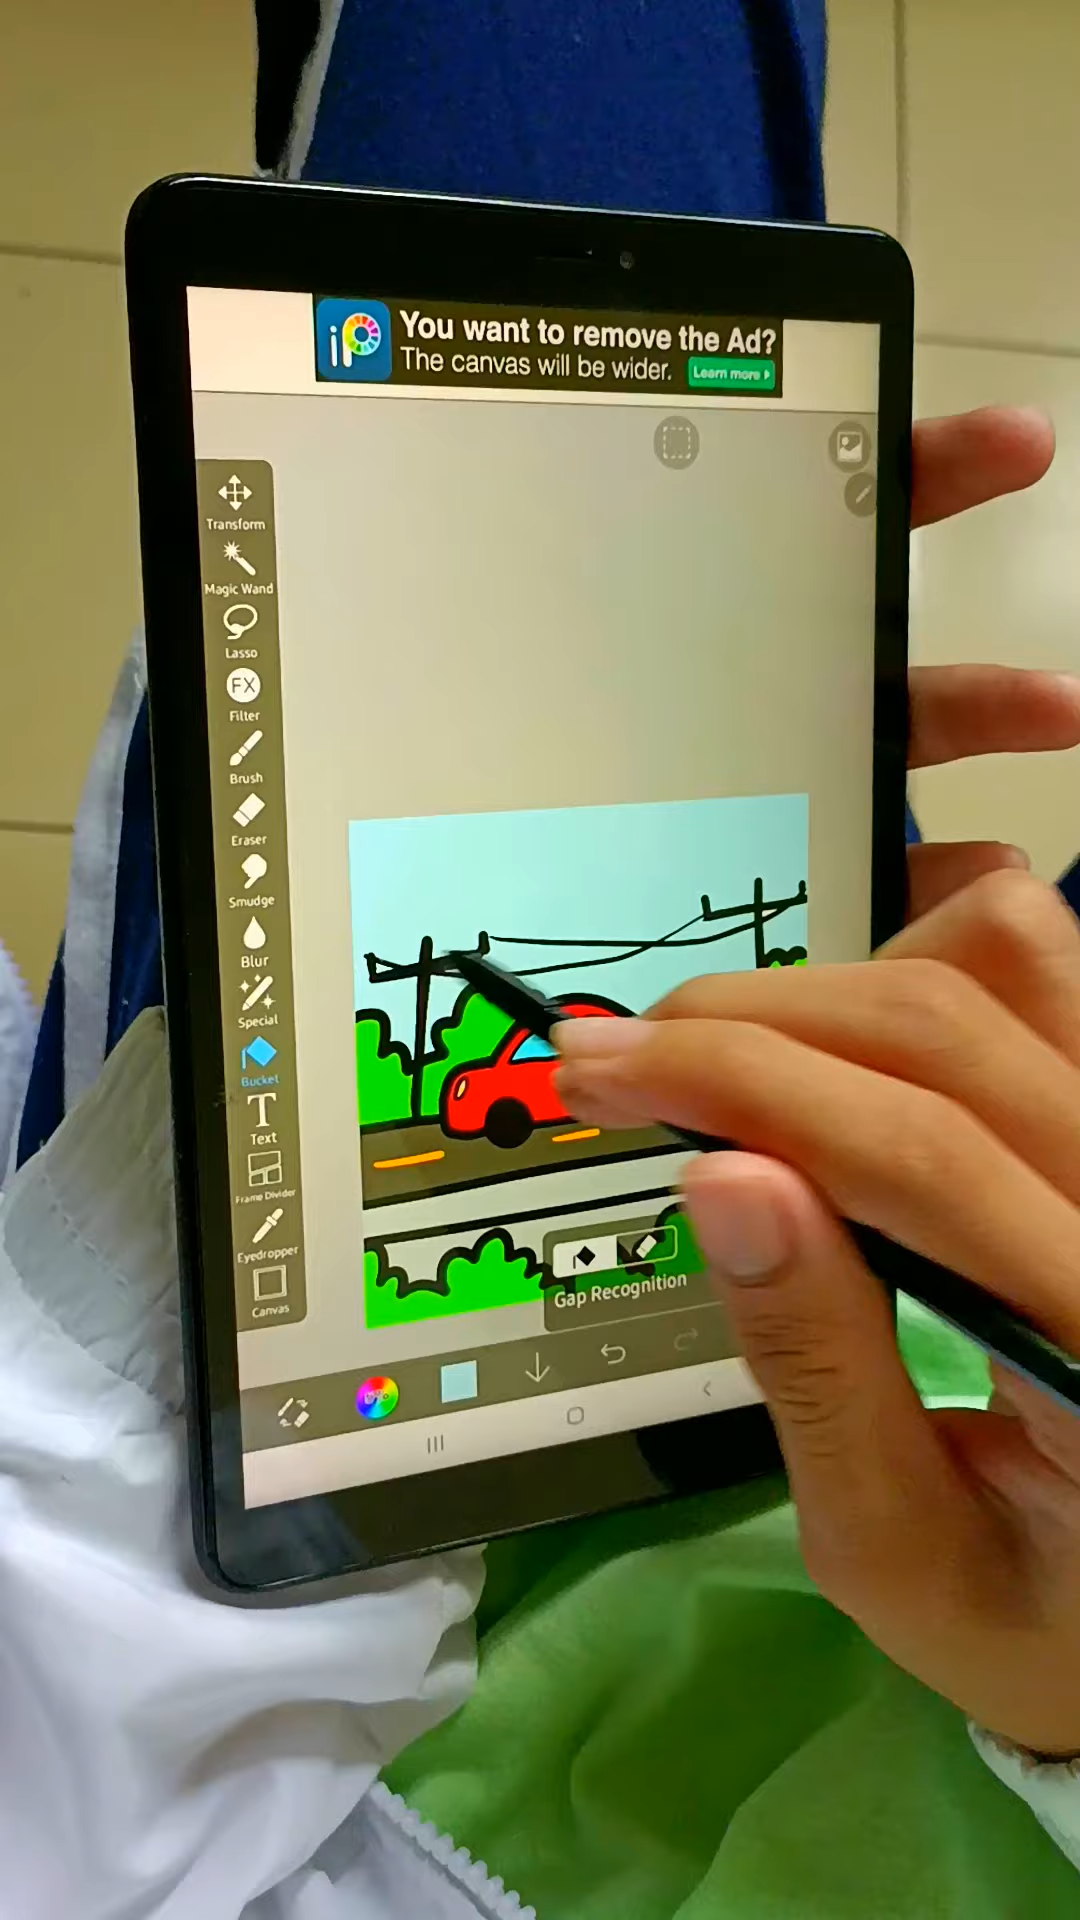 iP
You want to remove the Ad?
The canvas will be wider.
Learn more
Transform
Magic Wand
Lasso
FX
Filter
Brush
Eraser
Smudge
Blur
Special
Bucket
T
Text
Frame Divider
Eyedropper
Canvas
Gap Recognition